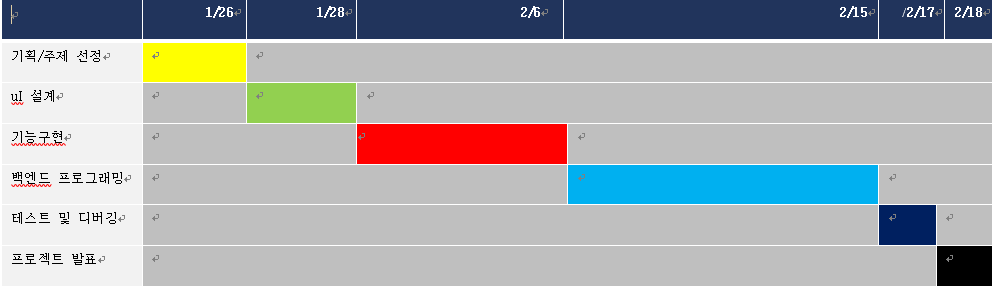 1/26 1/28 2/6 2/15 /2/17 2/18
기획/주제 선정
uI 설계
기능구현
백엔드 프로그래밍
테스트 및 디버깅
프로젝트 발표